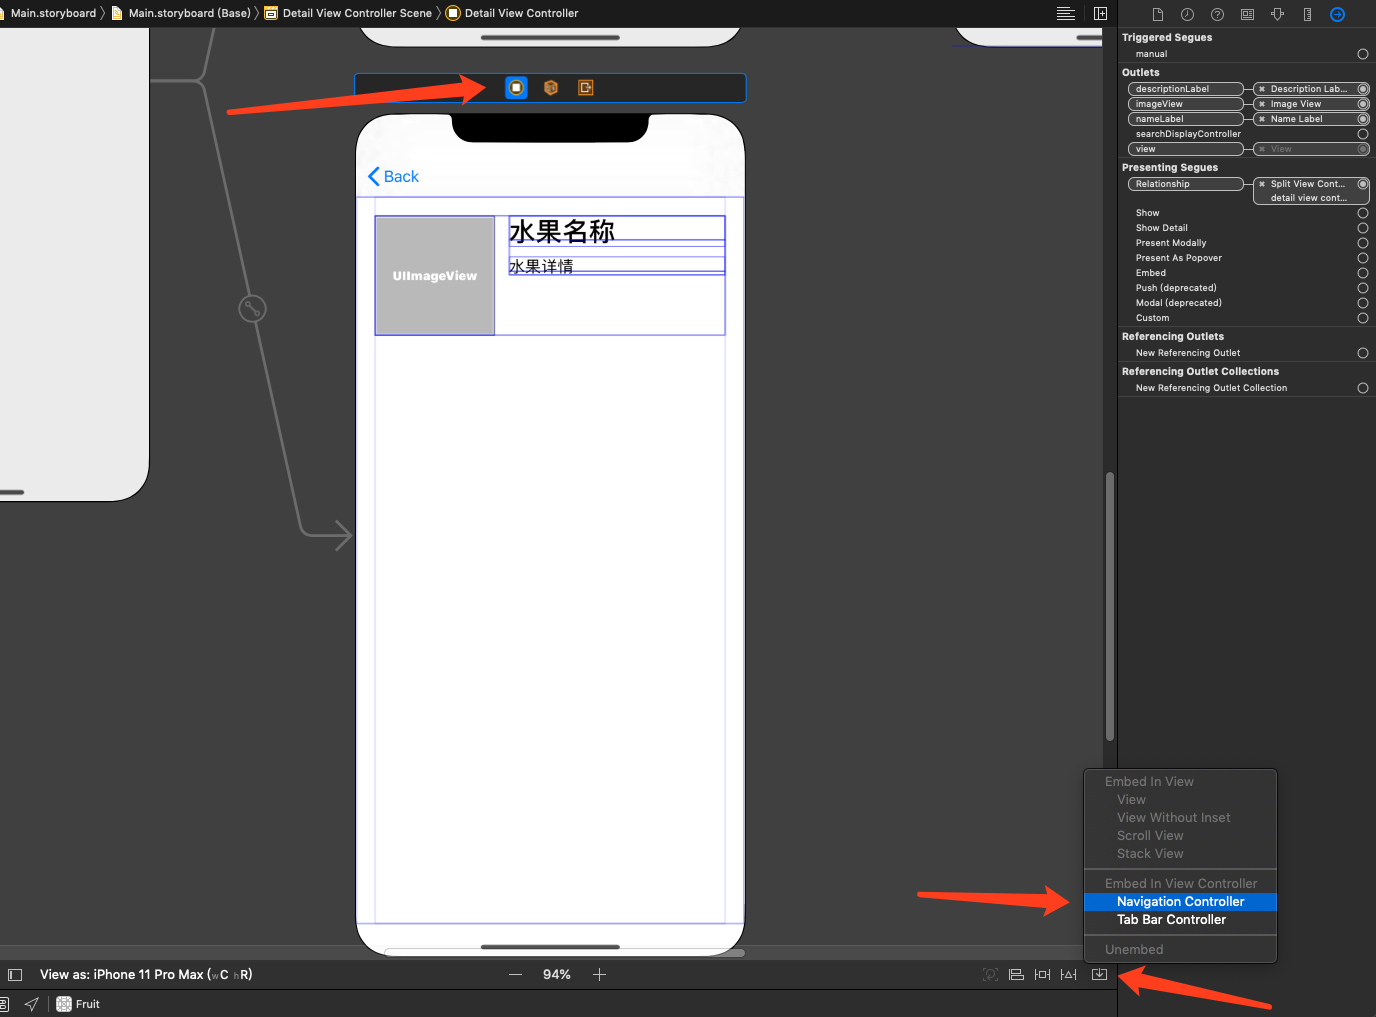 Main.storyboard 〉 Main.storyboard (Base) 〉 Detail View Controller Scene 〉 Detail View Controller
Back
UIImageView
水果名称
水果详情
Triggered Segues
manual
Outlets
descriptionLabel Description Lab...
imageView Image View
nameLabel Name Label
searchDisplayController
view View
Presenting Segues
Relationship Split View Cont...
detail view cont...
Show
Show Detail
Present Modally
Present As Popover
Embed
Push (deprecated)
Modal (deprecated)
Custom
Referencing Outlets
New Referencing Outlet
Referencing Outlet Collections
New Referencing Outlet Collection
Embed In View
View
View Without Inset
Scroll View
Stack View
Embed In View Controller
Navigation Controller
Tab Bar Controller
Unembed
View as: iPhone 11 Pro Max (wC hR)
94%
Fruit